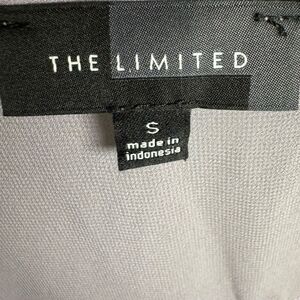 THE LIMITED
S
made in
indonesia